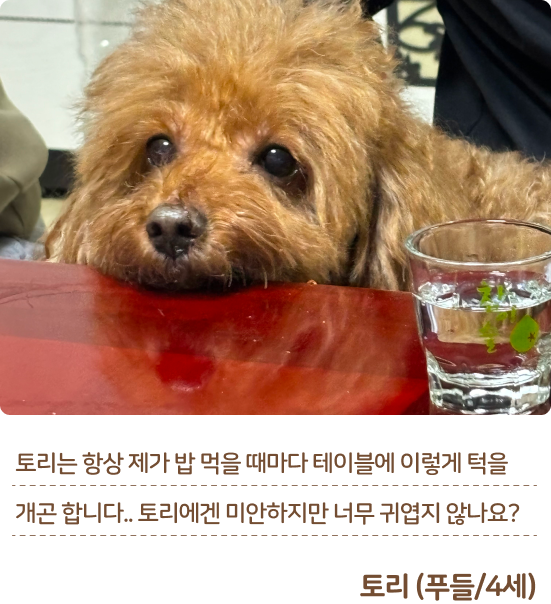 토리는 항상 제가 밥 먹을 때마다 테이블에 이렇게 턱을
개곤 합니다.. 토리에겐 미안하지만 너무 귀엽지 않나요?
토리 (푸들/4세)